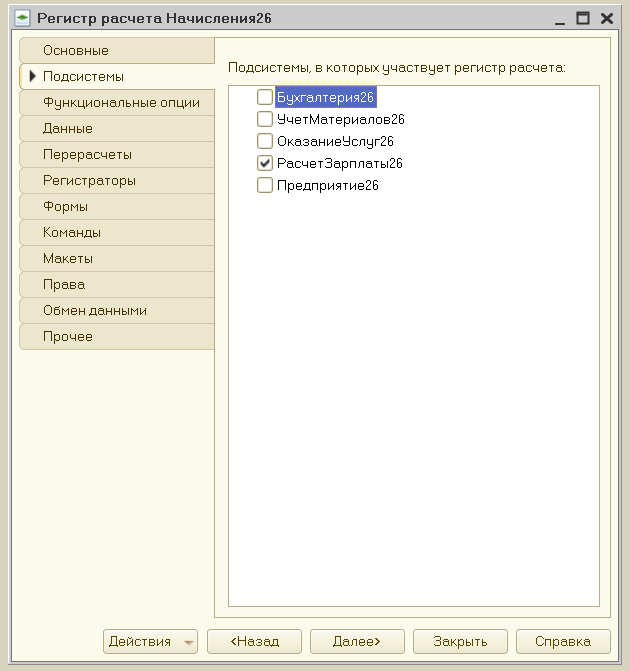 Регистр расчета Начисления26
Основные
Подсистемы
Функциональные опции
Данные
Перерасчеты
Регистраторы
Формы
Команды
Макеты
Права
Обмен данными
Прочее
Подсистемы, в которых участвует регистр расчета:
Бухгалтерия26
УчетМатериалов26
ОказаниеУслуг26
РасчетЗарплаты26
Предприятие26
Действия
<Назад
Далее>
Закрыть
Справка